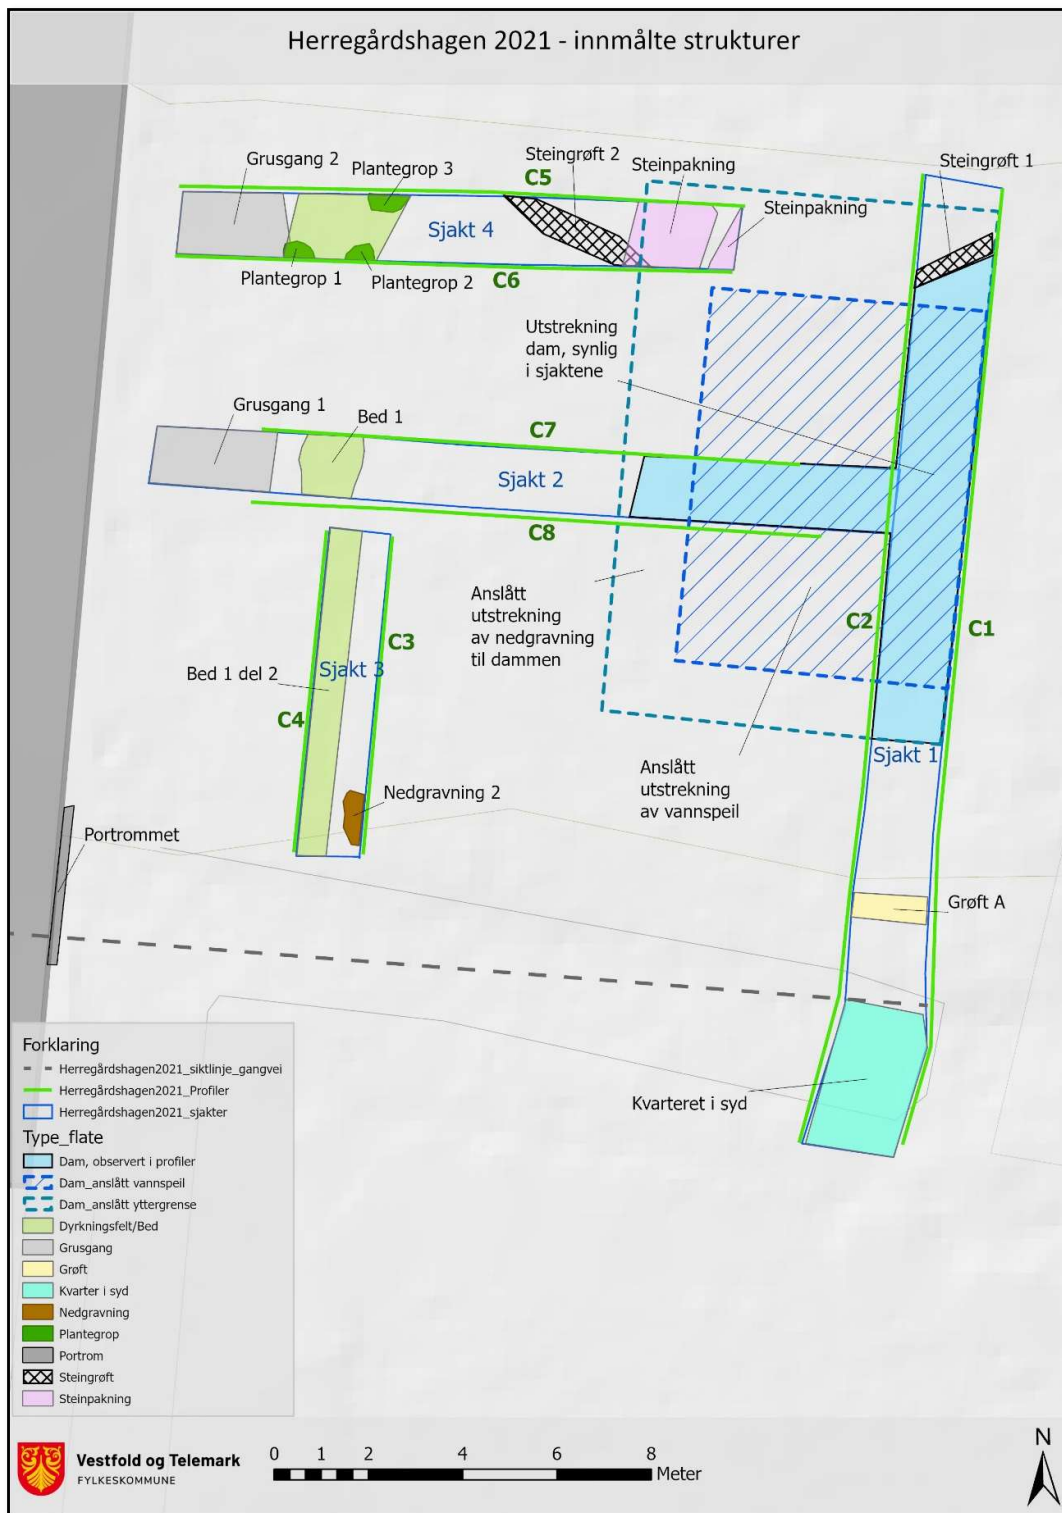 Herregårdshagen 2021 - innmålte strukturer
Grusgang 2
Plantegrop 3
C5
Steingrøft 2
Steinpakning
Steingrøft 1
Steinpakning
Sjakt 4
Plantegrop 1
Plantegrop 2
C6
Utstrekning
dam, synlig
i sjaktene
Grusgang 1
Bed 1
C7
Sjakt 2
C8
Anslått
utstrekning
av nedgravning
til dammen
C2
C1
C3
Bed 1 del 2
Sjakt 3
C4
Sjakt 1
Anslått
utstrekning
av vannspeil
Nedgravning 2
Portrommet
Grøft A
Kvarteret i syd
Forklaring
Herregårdshagen2021_siktlinje_gangvei
Herregårdshagen2021_Profiler
Herregårdshagen2021_sjakter
Type_flate
Dam, observert i profiler
Dam_anslått vannspeil
Dam_anslått yttergrense
Dyrkningsfelt/Bed
Grusgang
Grøft
Kvarter i syd
Nedgravning
Plantegrop
Portrom
Steingrøft
Steinpakning
Vestfold og Telemark
FYLKESKOMMUNE
0 1 2 4 6 8
Meter
N